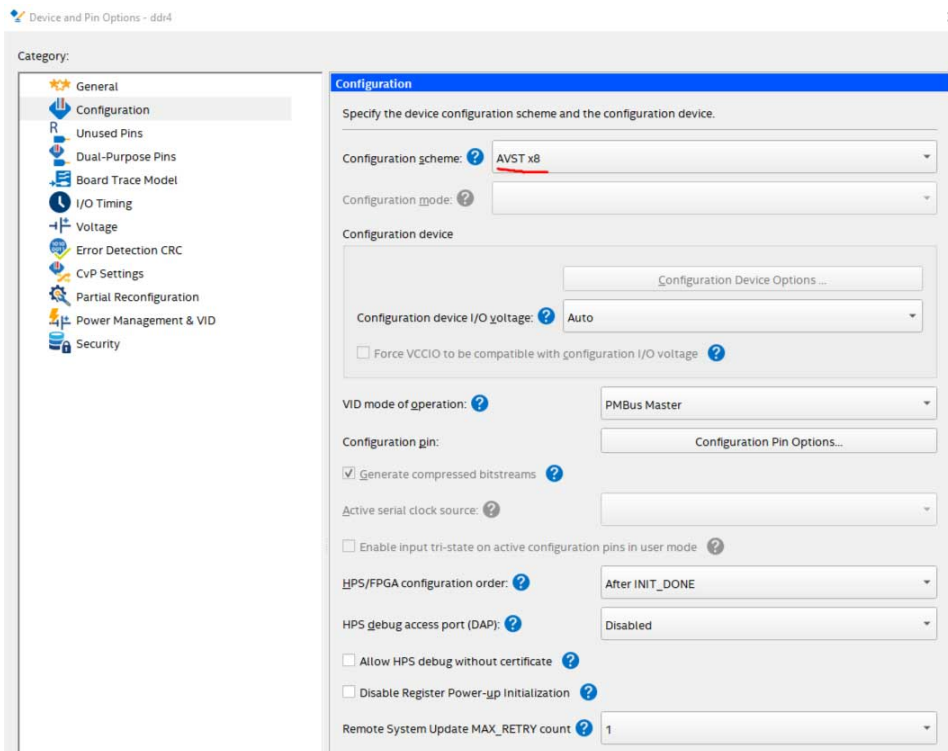 Device and Pin Options - ddr4
Category:
General
Configuration
Unused Pins
Dual-Purpose Pins
Board Trace Model
I/O Timing
Voltage
Error Detection CRC
CvP Settings
Partial Reconfiguration
Power Management & VID
Security
Configuration
Specify the device configuration scheme and the configuration device.
Configuration scheme: ? AVST x8
Configuration mode: ?
Configuration device
Configuration Device Options ...
Configuration device I/O voltage: ? Auto
Force VCCIO to be compatible with configuration I/O voltage ?
VID mode of operation: ? PMBus Master
Configuration pin: Configuration Pin Options...
Generate compressed bitstreams ?
Active serial clock source: ?
Enable input tri-state on active configuration pins in user mode ?
HPS/FPGA configuration order: ? After INIT_DONE
HPS debug access port (DAP): ? Disabled
Allow HPS debug without certificate ?
Disable Register Power-up Initialization ?
Remote System Update MAX_RETRY count ? 1